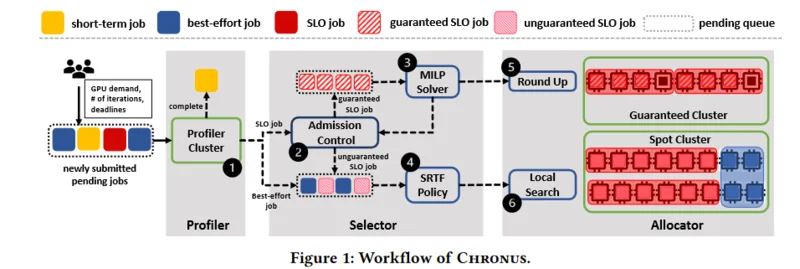 short-term job
best-effort job
SLO job
guaranteed SLO job
unguaranteed SLO job
pending queue
GPU demand,
# of iterations,
deadlines
newly submitted
pending jobs
complete
Profiler
Cluster
1
Profiler
SLO job
Best-effort
job
guaranteed
SLO job
Admission
Control
2
unguaranteed
SLO job
3
MILP
Solver
4
SRTF
Policy
Selector
5
Round Up
6
Local
Search
Guaranteed Cluster
Spot Cluster
Allocator
Figure 1: Workflow of CHRONUS.